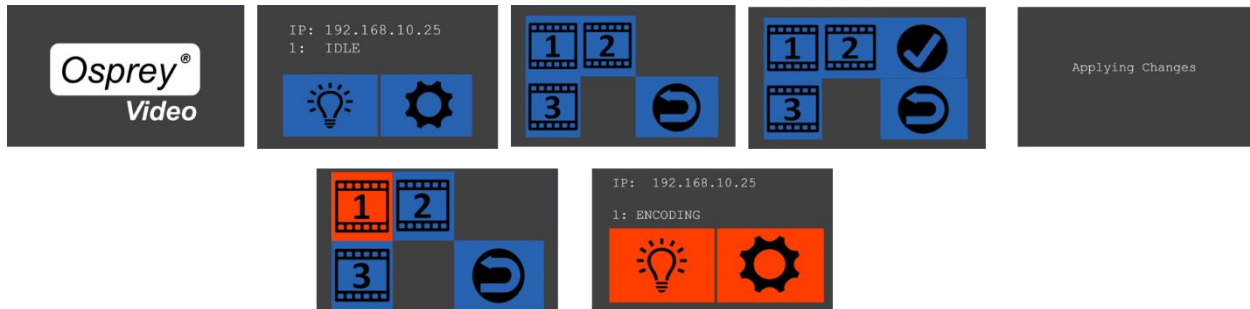 Osprey®
Video
IP: 192.168.10.25
1: IDLE
1 2
3
1 2
3
Applying Changes
1 2
3
IP: 192.168.10.25
1: ENCODING